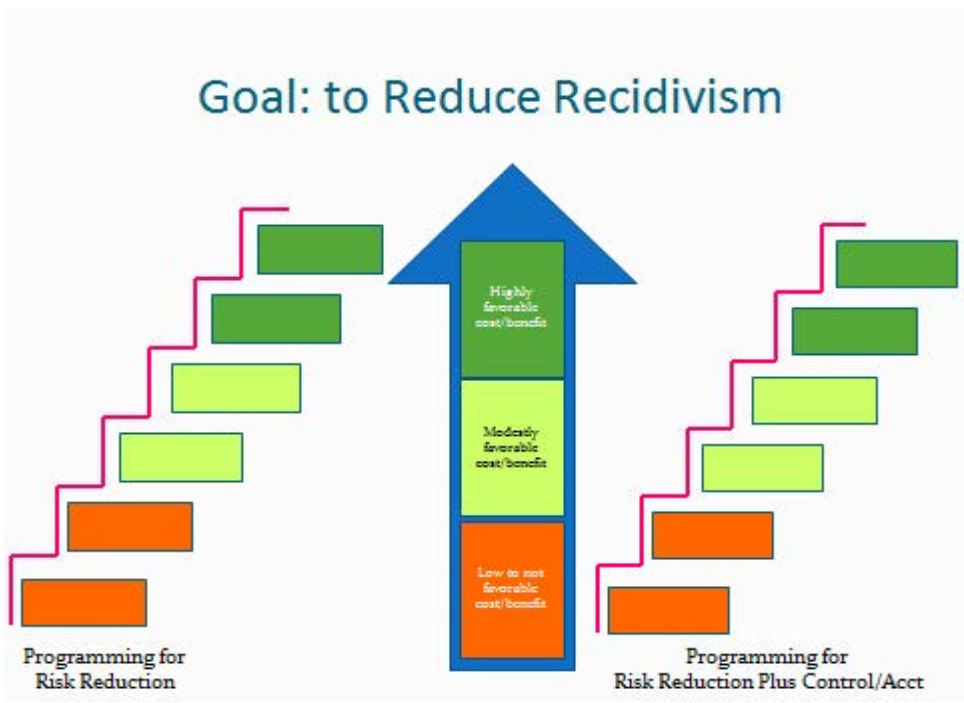 Goal: to Reduce Recidivism
Highly
favorable
cost/benefit
Modestly
favorable
cost/benefit
Low to not
favorable
cost/benefit
Programming for
Risk Reduction
Programming for
Risk Reduction Plus Control/Acct